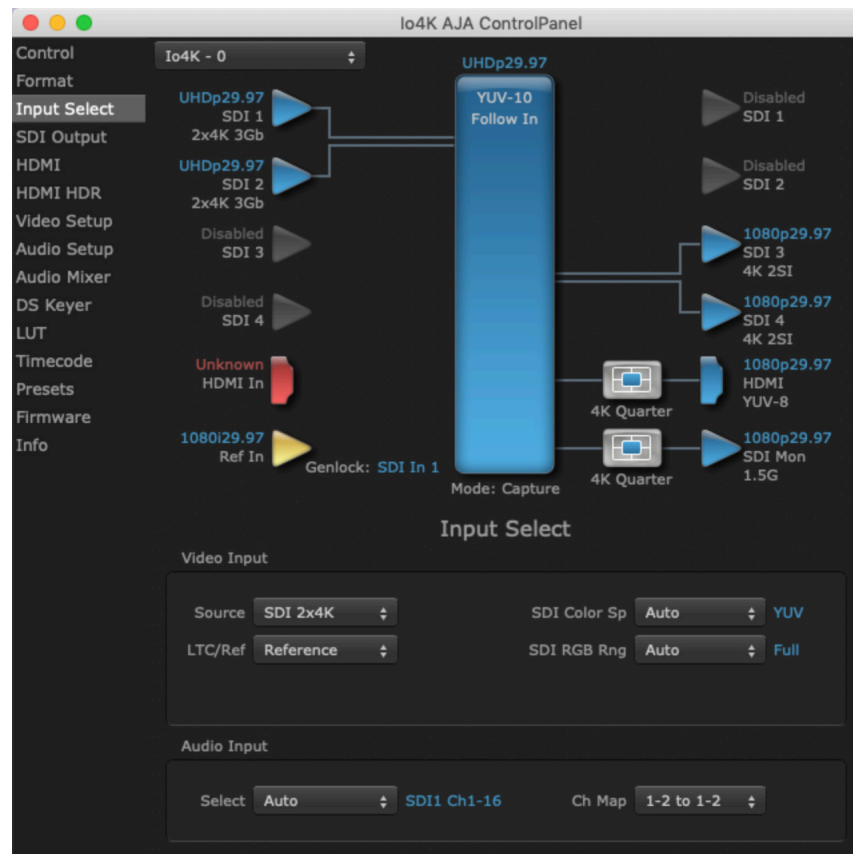 Io4K AJA ControlPanel
Control
Format
Input Select
SDI Output
HDMI
HDMI HDR
Video Setup
Audio Setup
Audio Mixer
DS Keyer
LUT
Timecode
Presets
Firmware
Info
Io4K - 0
UHDp29.97
SDI 1
2x4K 3Gb
UHDp29.97
SDI 2
2x4K 3Gb
Disabled
SDI 3
Disabled
SDI 4
Unknown
HDMI In
1080i29.97
Ref In
Genlock: SDI In 1
UHDp29.97
YUV-10
Follow In
Mode: Capture
Disabled
SDI 1
Disabled
SDI 2
1080p29.97
SDI 3
4K 2SI
1080p29.97
SDI 4
4K 2SI
4K Quarter
1080p29.97
HDMI
YUV-8
4K Quarter
1080p29.97
SDI Mon
1.5G
Input Select
Video Input
Source SDI 2x4K SDI Color Sp Auto YUV
LTC/Ref Reference SDI RGB Rng Auto Full
Audio Input
Select Auto SDI1 Ch1-16 Ch Map 1-2 to 1-2